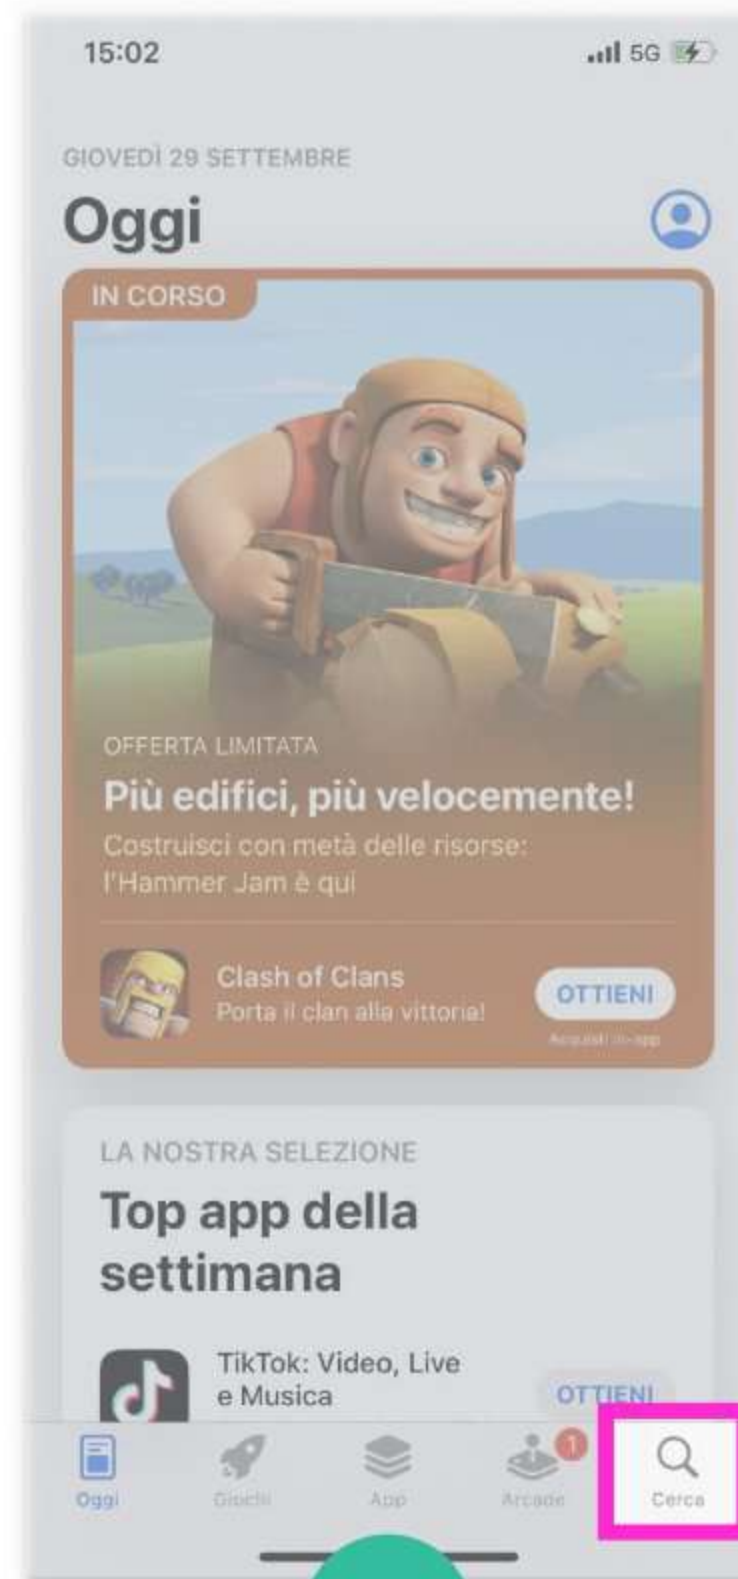 15:02
5G
GIOVEDÌ 29 SETTEMBRE
Oggi
IN CORSO
OFFERTA LIMITATA
Più edifici, più velocemente!
Costruisci con metà delle risorse:
l'Hammer Jam è qui
Clash of Clans
Porta il clan alla vittoria!
OTTIENI
Acquisti in-app
LA NOSTRA SELEZIONE
Top app della
settimana
TikTok: Video, Live
e Musica
OTTIENI
1
Oggi
Giochi
App
Arcade
Cerca